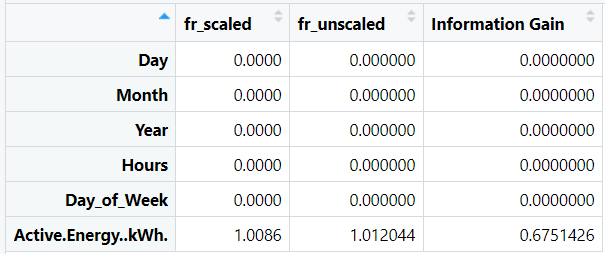 fr_scaled fr_unscaled Information Gain
Day 0.0000 0.000000 0.0000000
Month 0.0000 0.000000 0.0000000
Year 0.0000 0.000000 0.0000000
Hours 0.0000 0.000000 0.0000000
Day_of_Week 0.0000 0.000000 0.0000000
Active.Energy..kWh. 1.0086 1.012044 0.6751426